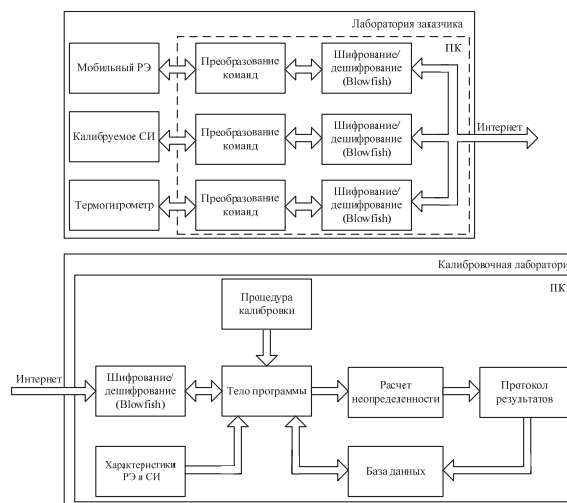 Лаборатория заказчика
ПК
Мобильный РЭ
Преобразование
команд
Шифрование/
дешифрование
(Blowfish)
Калибруемое СИ
Преобразование
команд
Шифрование/
дешифрование
(Blowfish)
Интернет
Термогигрометр
Преобразование
команд
Шифрование/
дешифрование
(Blowfish)
Калибровочная лаборатори
ПК
Процедура
калибровки
Интернет
Шифрование/
дешифрование
(Blowfish)
Тело программы
Расчет
неопределенности
Протокол
результатов
Характеристики
РЭ и СИ
База данных